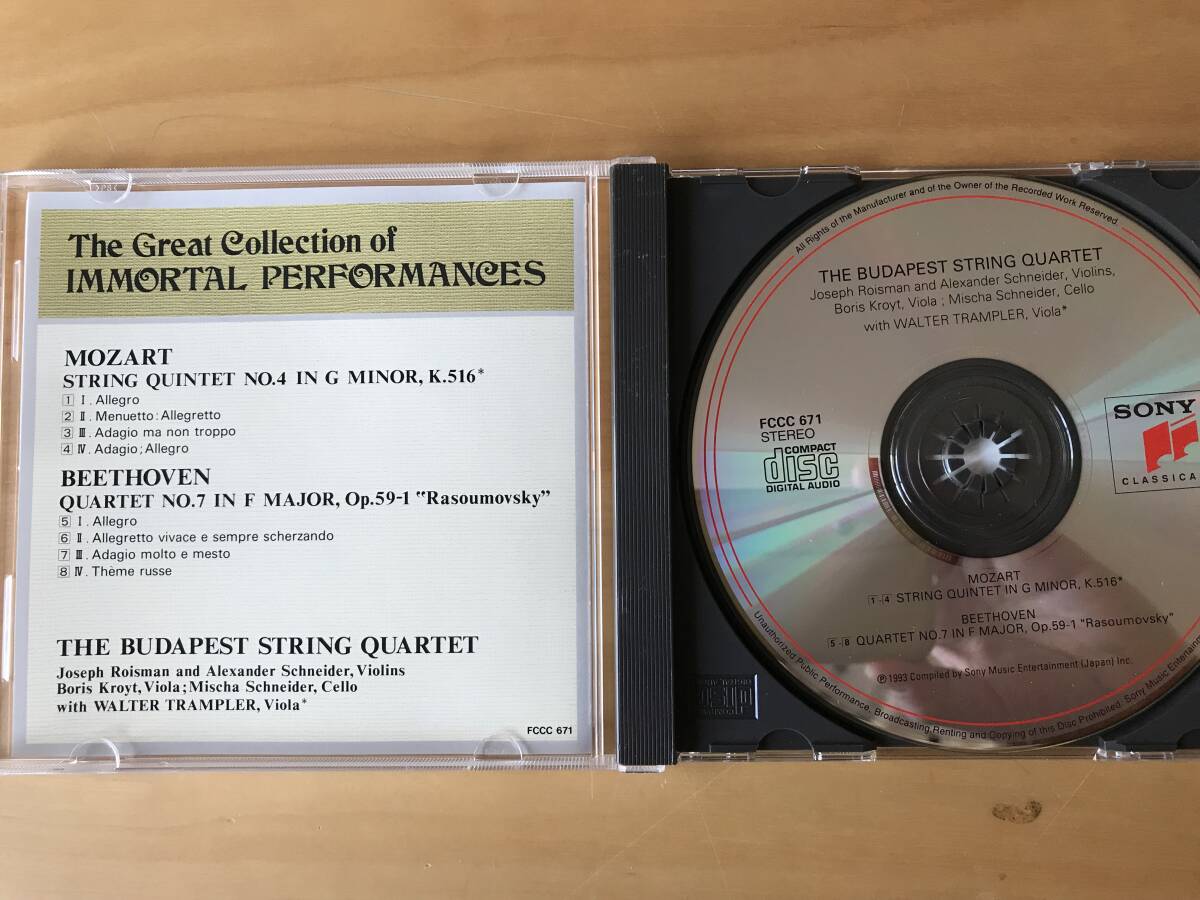 The Great Collection of
IMMORTAL PERFORMANCES
MOZART
STRING QUINTET NO.4 IN G MINOR, K.516*
1 Ⅰ. Allegro
2 Ⅱ. Menuetto: Allegretto
3 Ⅲ. Adagio ma non troppo
4 Ⅳ. Adagio; Allegro
BEETHOVEN
QUARTET NO.7 IN F MAJOR, Op.59-1 "Rasoumovsky"
5 Ⅰ. Allegro
6 Ⅱ. Allegretto vivace e sempre scherzando
7 Ⅲ. Adagio molto e mesto
8 Ⅳ. Thème russe
THE BUDAPEST STRING QUARTET
Joseph Roisman and Alexander Schneider, Violins
Boris Kroyt, Viola; Mischa Schneider, Cello
with WALTER TRAMPLER, Viola*
FCCC 671
All Rights of the Manufacturer and of the Owner of the Recorded Work Reserved
THE BUDAPEST STRING QUARTET
Joseph Roisman and Alexander Schneider, Violins,
Boris Kroyt, Viola ; Mischa Schneider, Cello
with WALTER TRAMPLER, Viola*
FCCC 671
STEREO
COMPACT
disc
DIGITAL AUDIO
SONY
CLASSICA
MOZART
1-4 STRING QUINTET IN G MINOR, K.516*
BEETHOVEN
5-8 QUARTET NO.7 IN F MAJOR, Op.59-1 "Rasoumovsky"
℗ 1993 Compiled by Sony Music Entertainment (Japan) Inc.
Unauthorized Public Performance, Broadcasting, Renting and Copying of this Disc Prohibited. Sony Music Entertainment